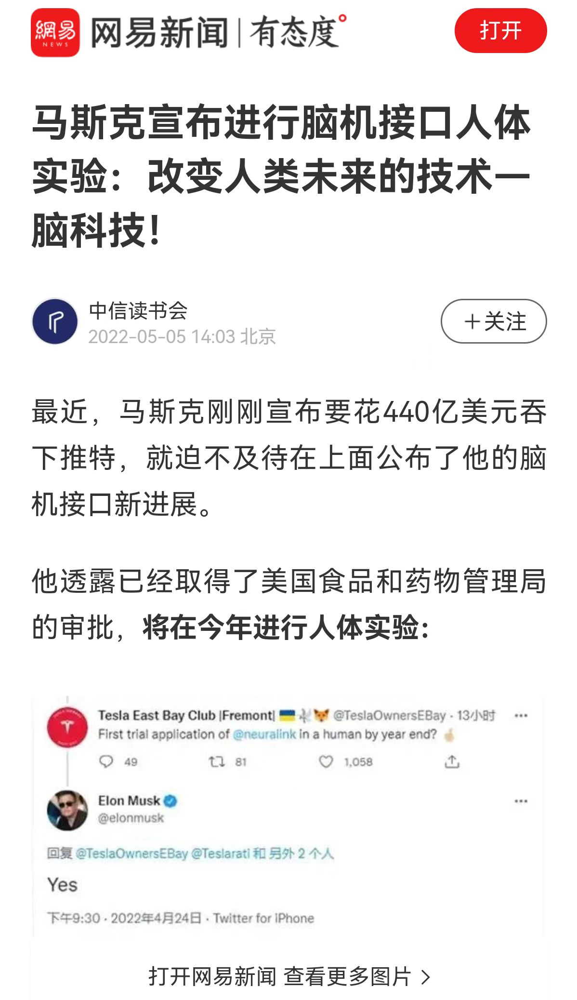 網易
NEWS
网易新闻|有态度°
打开
马斯克宣布进行脑机接口人体
实验：改变人类未来的技术—
脑科技！
中信读书会
2022-05-05 14:03 北京
＋关注
最近，马斯克刚刚宣布要花440亿美元吞
下推特，就迫不及待在上面公布了他的脑
机接口新进展。
他透露已经取得了美国食品和药物管理局
的审批，将在今年进行人体实验：
Tesla East Bay Club |Fremont| @TeslaOwnersEBay · 13小时
First trial application of @neuralink in a human by year end?
49 81 1,058
Elon Musk
@elonmusk
回复 @TeslaOwnersEBay @Teslarati 和 另外 2 个人
Yes
下午9:30 · 2022年4月24日 · Twitter for iPhone
打开网易新闻 查看更多图片 >